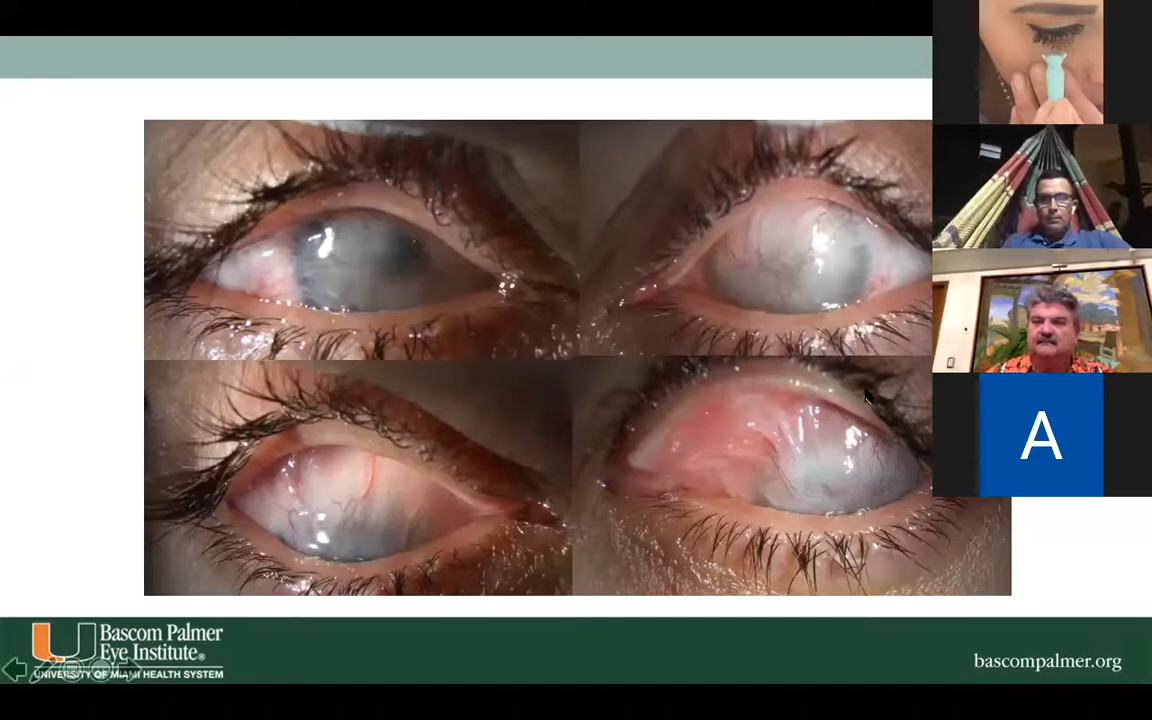 A
Bascom Palmer
Eye Institute®
UNIVERSITY OF MIAMI HEALTH SYSTEM
bascompalmer.org